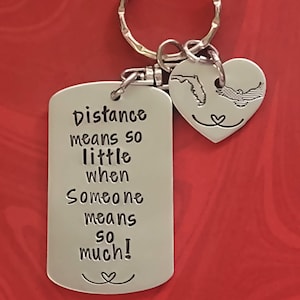 Distance
means so
little
when
Someone
means
so
much!